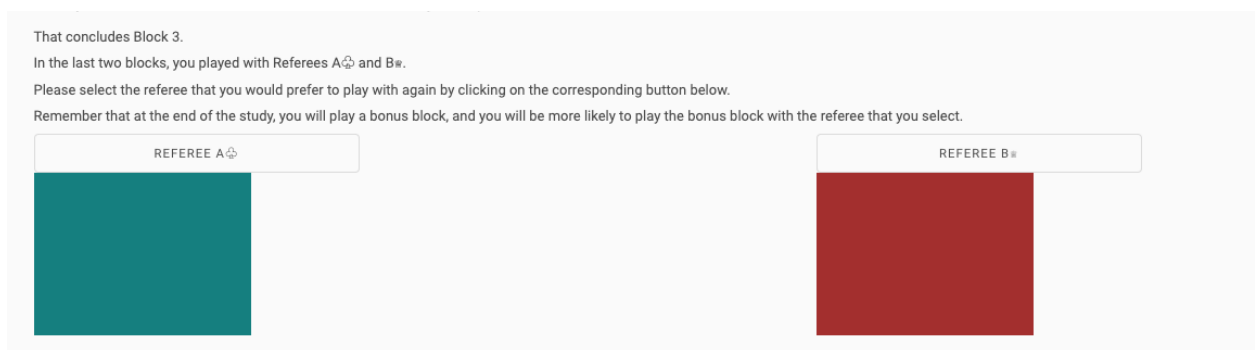 That concludes Block 3.
In the last two blocks, you played with Referees A♧ and B♕.
Please select the referee that you would prefer to play with again by clicking on the corresponding button below.
Remember that at the end of the study, you will play a bonus block, and you will be more likely to play the bonus block with the referee that you select.
REFEREE A♧
REFEREE B♕